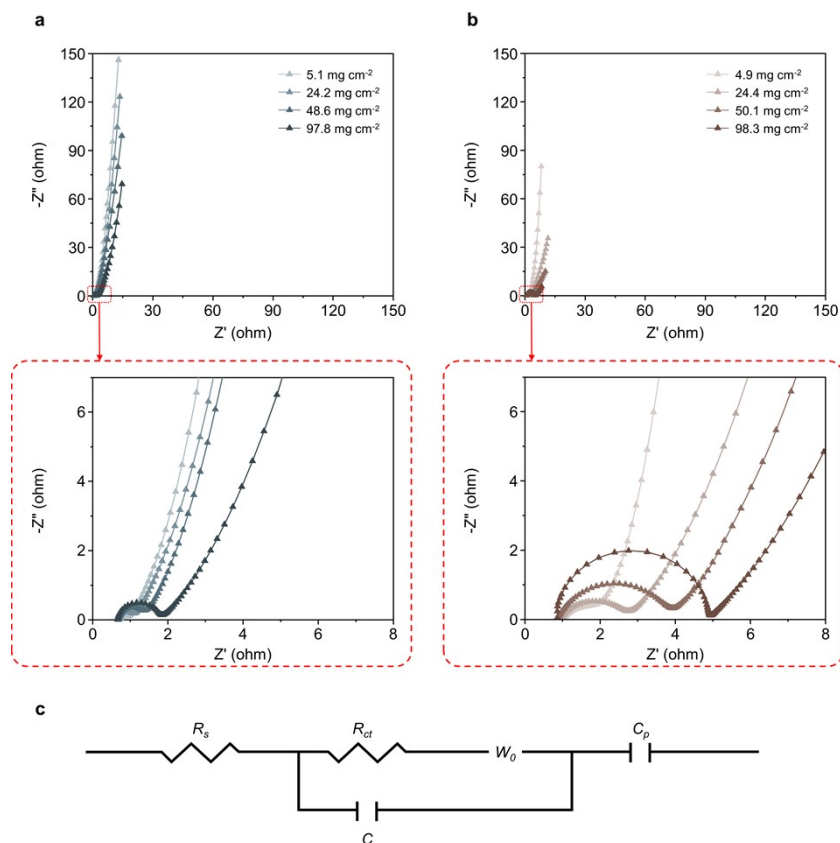 a
150
120
90
60
30
0
-Z" (ohm)
5.1 mg cm⁻²
24.2 mg cm⁻²
48.6 mg cm⁻²
97.8 mg cm⁻²
0 30 60 90 120 150
Z' (ohm)
b
150
120
90
60
30
0
-Z" (ohm)
4.9 mg cm⁻²
24.4 mg cm⁻²
50.1 mg cm⁻²
98.3 mg cm⁻²
0 30 60 90 120 150
Z' (ohm)
6
4
2
0
-Z" (ohm)
0 2 4 6 8
Z' (ohm)
6
4
2
0
-Z" (ohm)
0 2 4 6 8
Z' (ohm)
c
Rs
Rct
W0
Cp
C